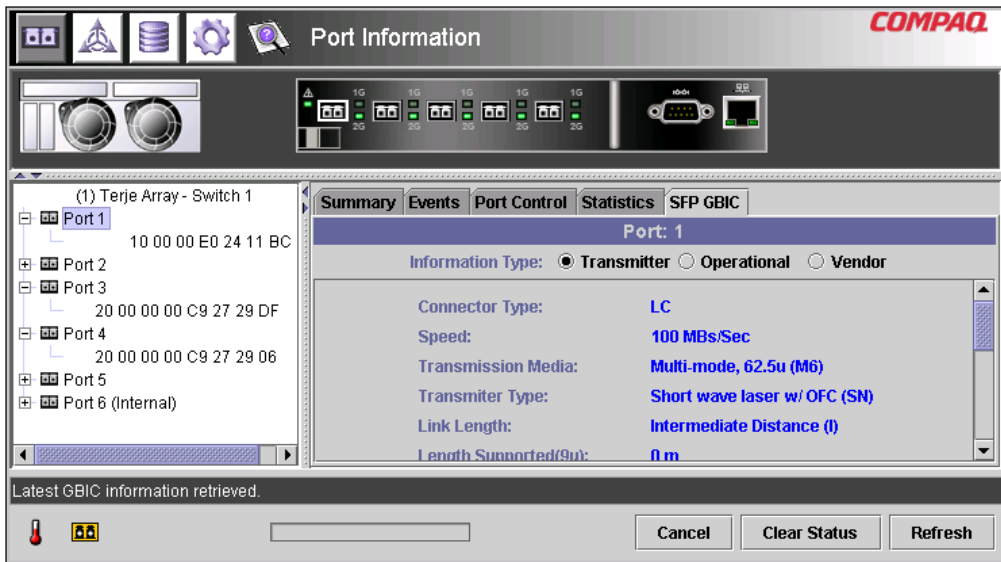 Port Information
COMPAQ
1G 1G 1G 1G 1G
2G 2G 2G 2G 2G
(1) Terje Array - Switch 1
Port 1
10 00 00 E0 24 11 BC
Port 2
Port 3
20 00 00 00 C9 27 29 DF
Port 4
20 00 00 00 C9 27 29 06
Port 5
Port 6 (Internal)
Summary Events Port Control Statistics SFP GBIC
Port: 1
Information Type: Transmitter Operational Vendor
Connector Type: LC
Speed: 100 MBs/Sec
Transmission Media: Multi-mode, 62.5u (M6)
Transmiter Type: Short wave laser w/ OFC (SN)
Link Length: Intermediate Distance (I)
Length Supported(9u): 0 m
Latest GBIC information retrieved.
Cancel Clear Status Refresh